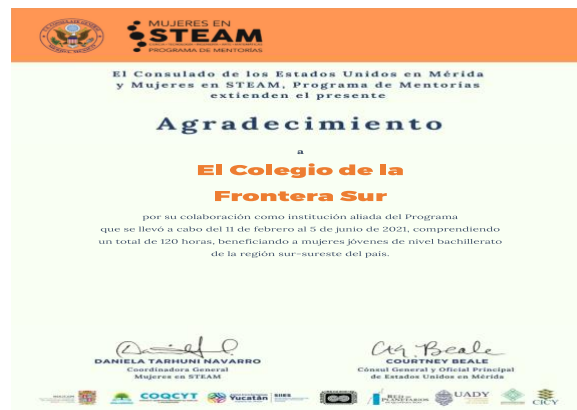 MUJERES EN
STEAM
PROGRAMA DE MENTORIAS
El Consulado de los Estados Unidos en Mérida
y Mujeres en STEAM, Programa de Mentorías
extienden el presente
Agradecimiento
a
El Colegio de la
Frontera Sur
por su colaboración como institución aliada del Programa
que se llevó a cabo del 11 de febrero al 5 de junio de 2021, comprendiendo
un total de 120 horas, beneficiando a mujeres jóvenes de nivel bachillerato
de la región sur-sureste del país.
DANIELA TARHUNI NAVARRO
Coordinadora General
Mujeres en STEAM
COURTNEY BEALE
Cónsul General y Oficial Principal
de Estados Unidos en Mérida
COQCYT
Yucatán
SIIES
UADY
CICY